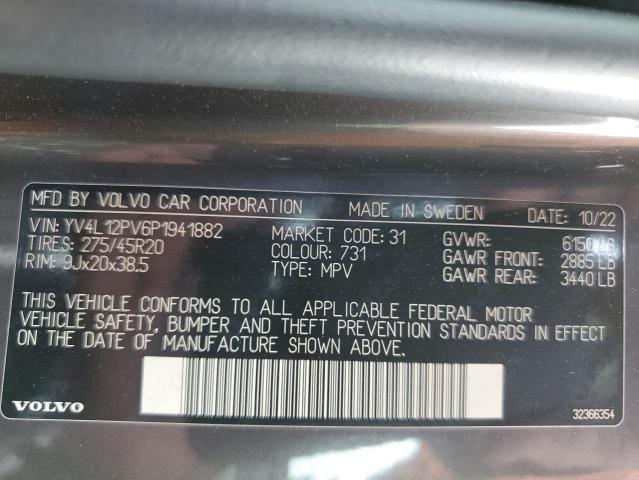 MFD BY VOLVO CAR CORPORATION MADE IN SWEDEN DATE: 10/22
VIN: YV4L12PV6P1941882 MARKET CODE: 31 GVWR: 6150 LB
TIRES: 275/45R20 COLOUR: 731 GAWR FRONT: 2885 LB
RIM: 9Jx20x38.5 TYPE: MPV GAWR REAR: 3440 LB
THIS VEHICLE CONFORMS TO ALL APPLICABLE FEDERAL MOTOR
VEHICLE SAFETY, BUMPER AND THEFT PREVENTION STANDARDS IN EFFECT
ON THE DATE OF MANUFACTURE SHOWN ABOVE.
VOLVO 32366354